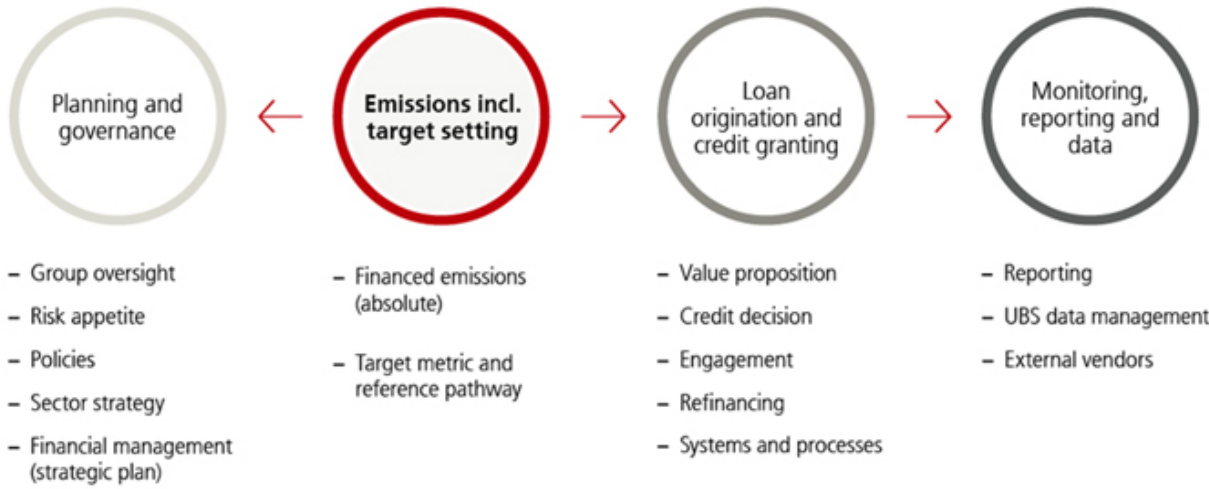 Planning and
governance
Emissions incl.
target setting
Loan
origination and
credit granting
Monitoring,
reporting and
data
– Group oversight
– Risk appetite
– Policies
– Sector strategy
– Financial management
(strategic plan)
– Financed emissions
(absolute)
– Target metric and
reference pathway
– Value proposition
– Credit decision
– Engagement
– Refinancing
– Systems and processes
– Reporting
– UBS data management
– External vendors